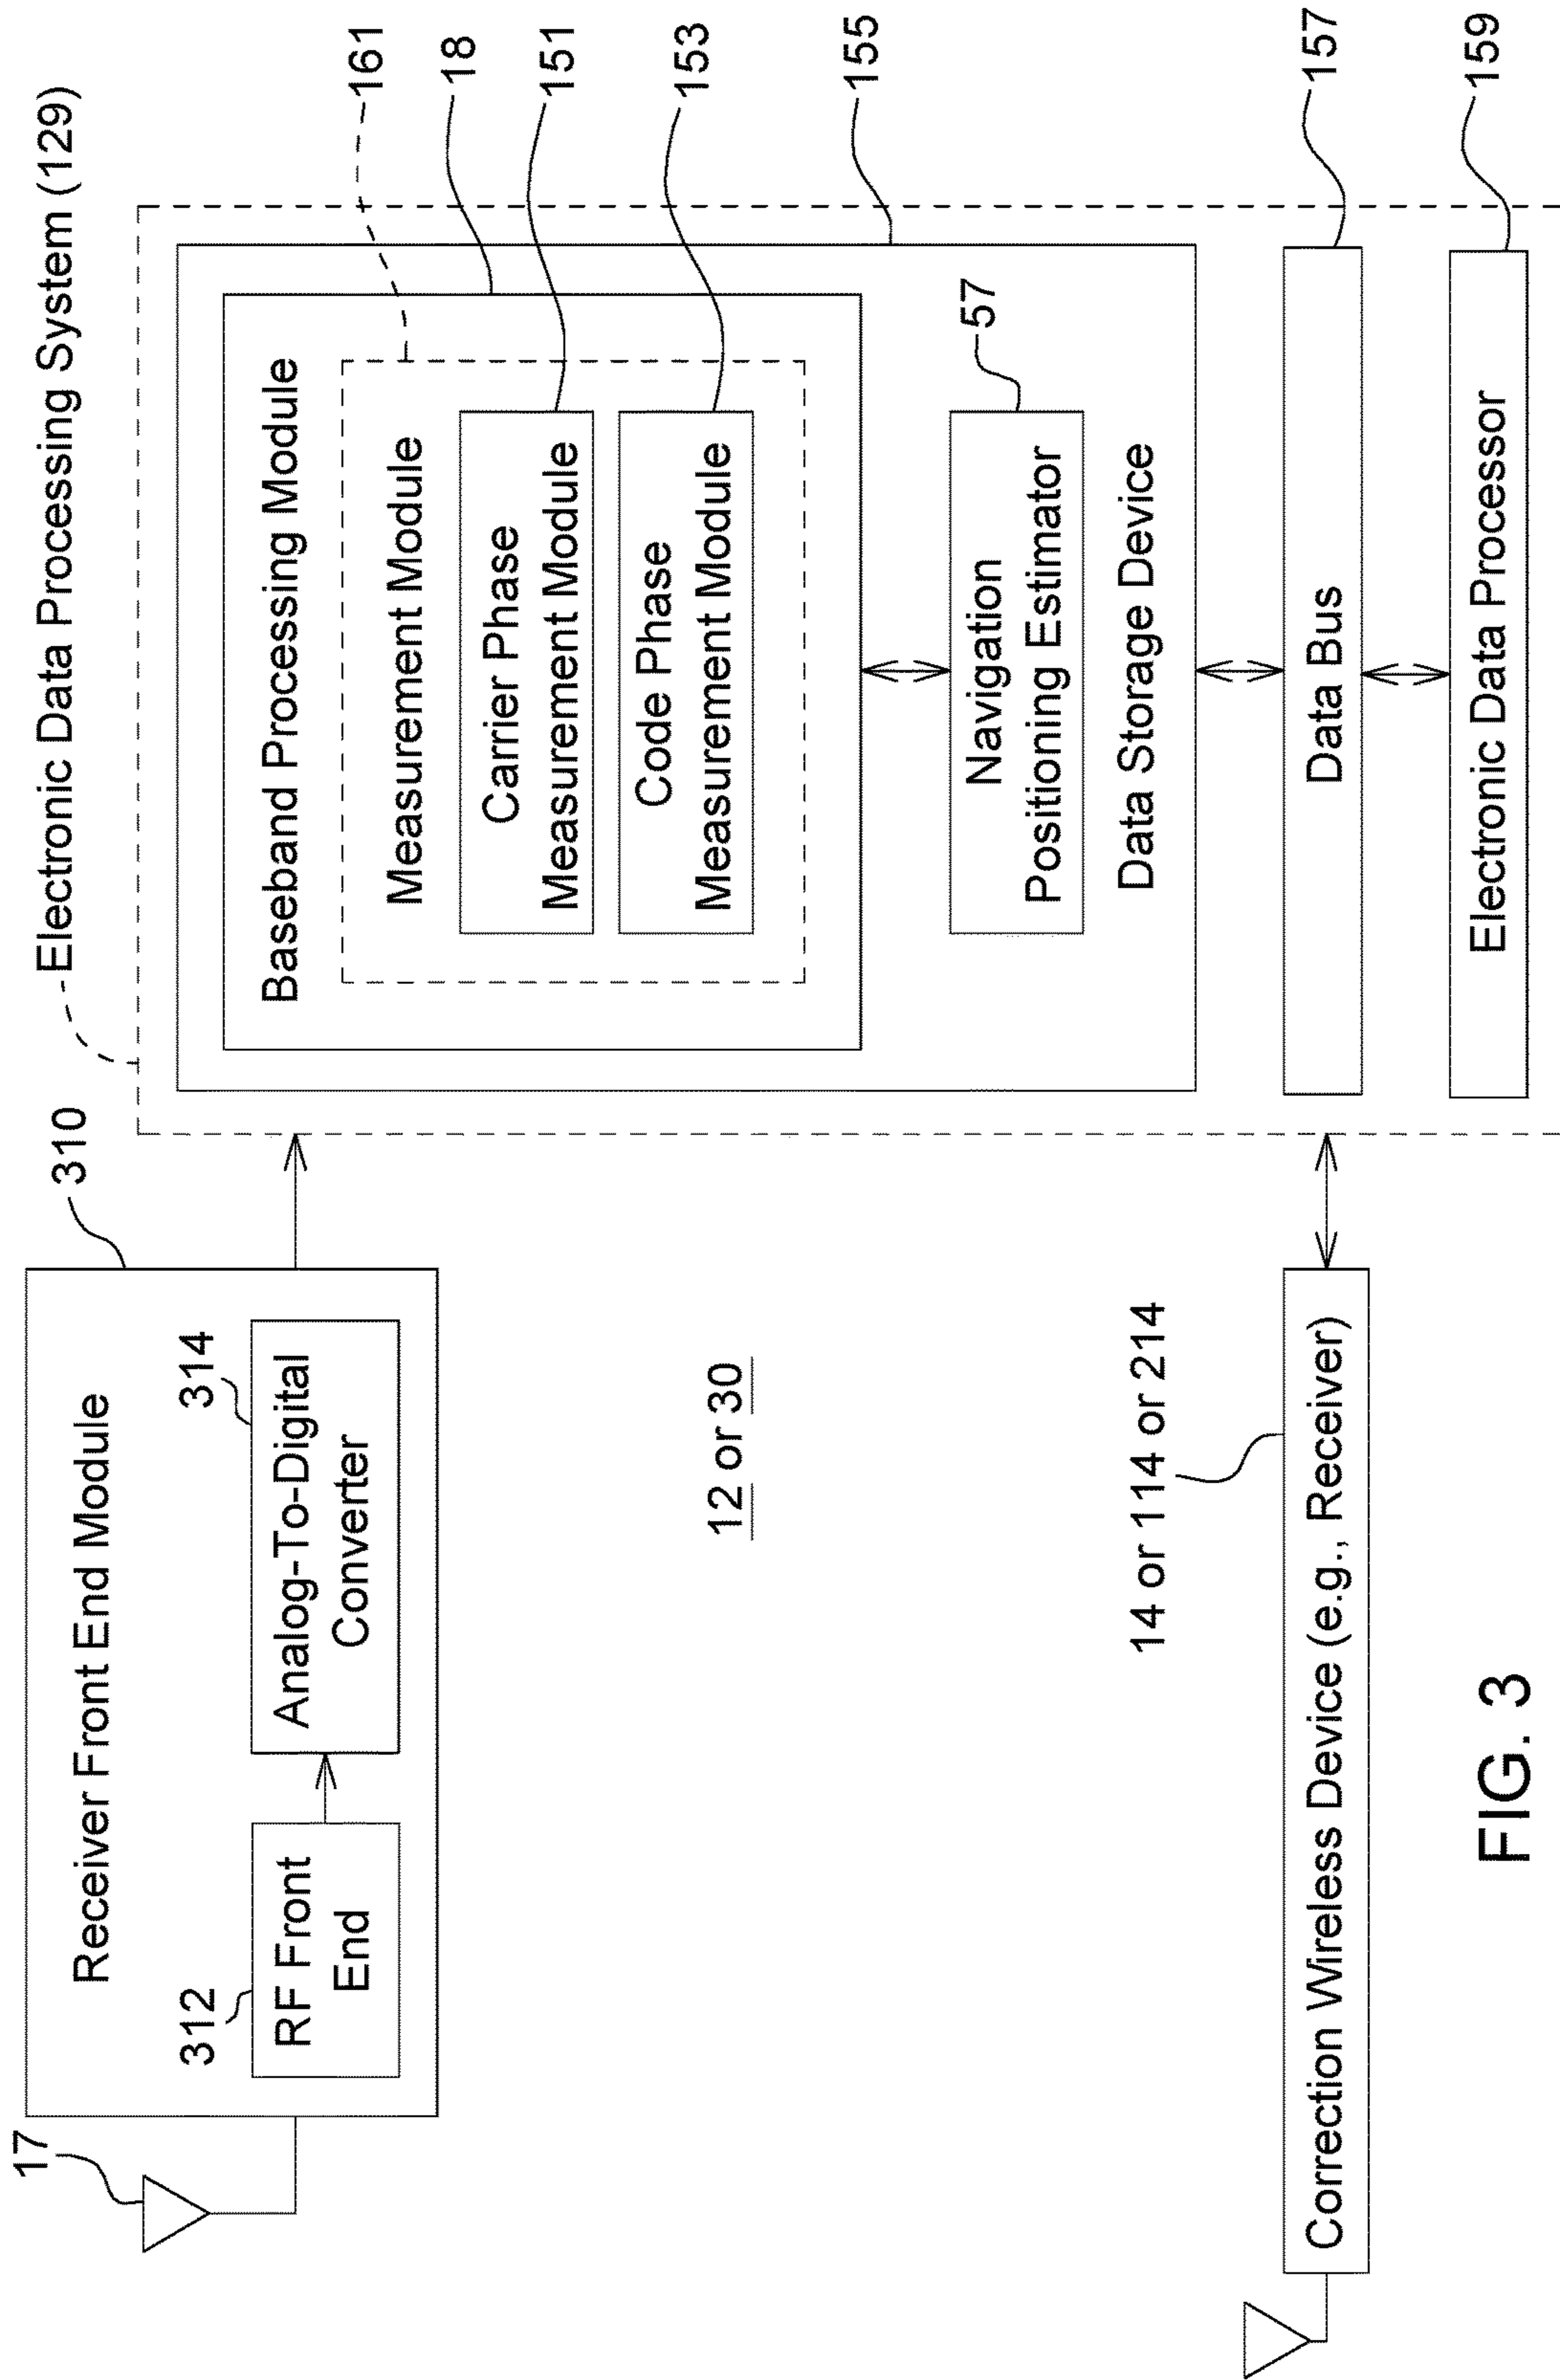 17
310
Receiver Front End Module
312
314
RF Front
End
Analog-To-Digital
Converter
Electronic Data Processing System (129)
Baseband Processing Module
Measurement Module
Carrier Phase
Measurement Module
Code Phase
Measurement Module
161
18
151
153
155
57
Navigation
Positioning Estimator
Data Storage Device
12 or 30
14 or 114 or 214
Correction Wireless Device (e.g., Receiver)
Data Bus
157
Electronic Data Processor
159
FIG. 3